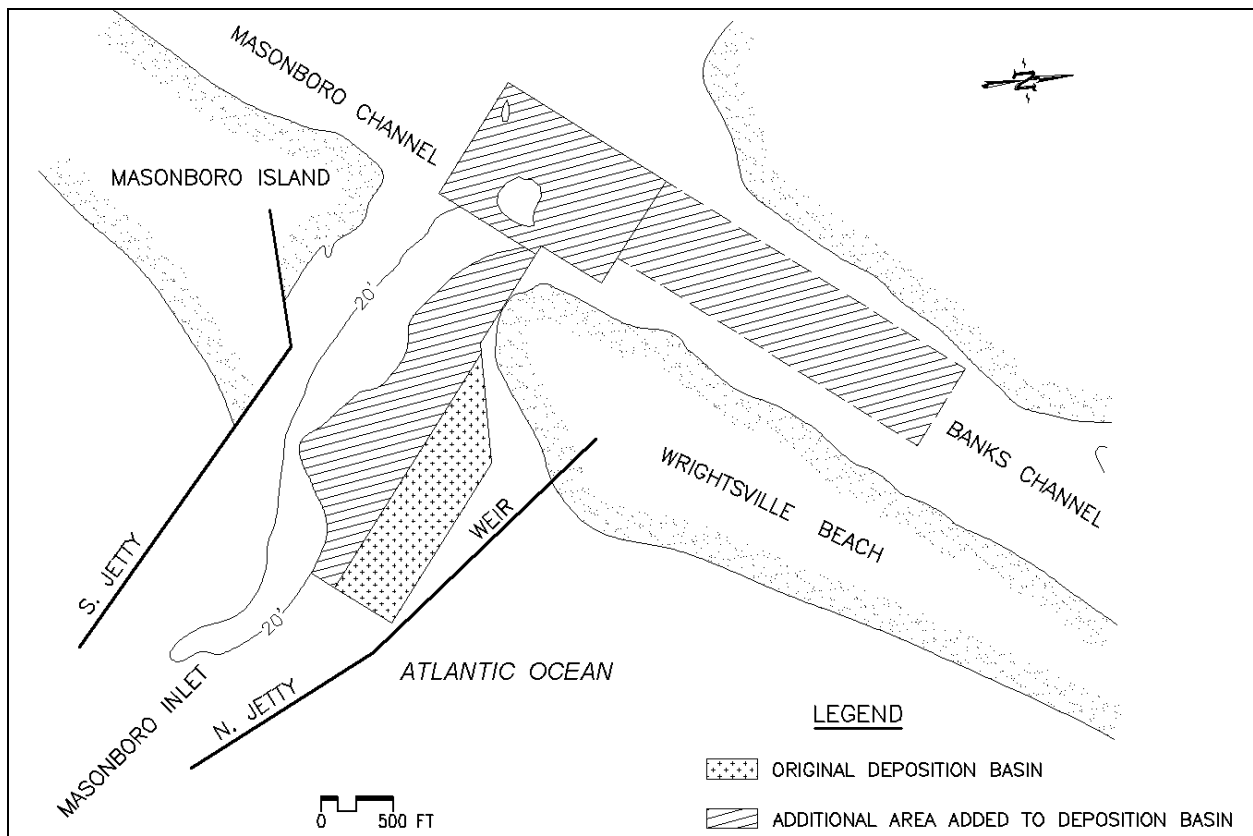 MASONBORO CHANNEL
N
MASONBORO ISLAND
20'
WEIR
WRIGHTSVILLE BEACH
BANKS CHANNEL
S. JETTY
20'
N. JETTY
ATLANTIC OCEAN
MASONBORO INLET
LEGEND
ORIGINAL DEPOSITION BASIN
0 500 FT
ADDITIONAL AREA ADDED TO DEPOSITION BASIN